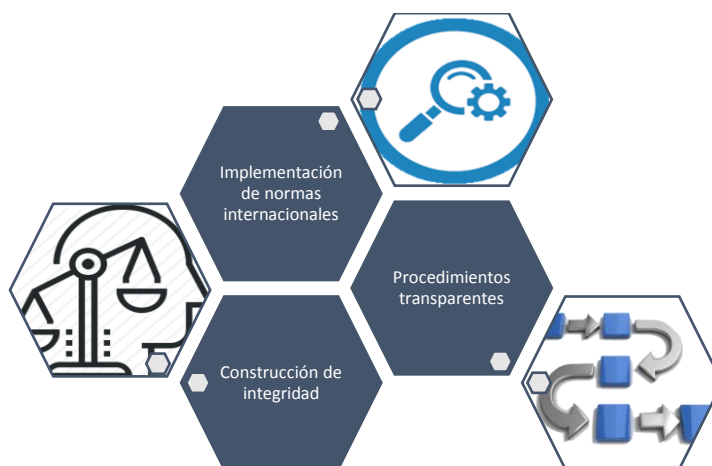 Implementación
de normas
internacionales
Procedimientos
transparentes
Construcción de
integridad